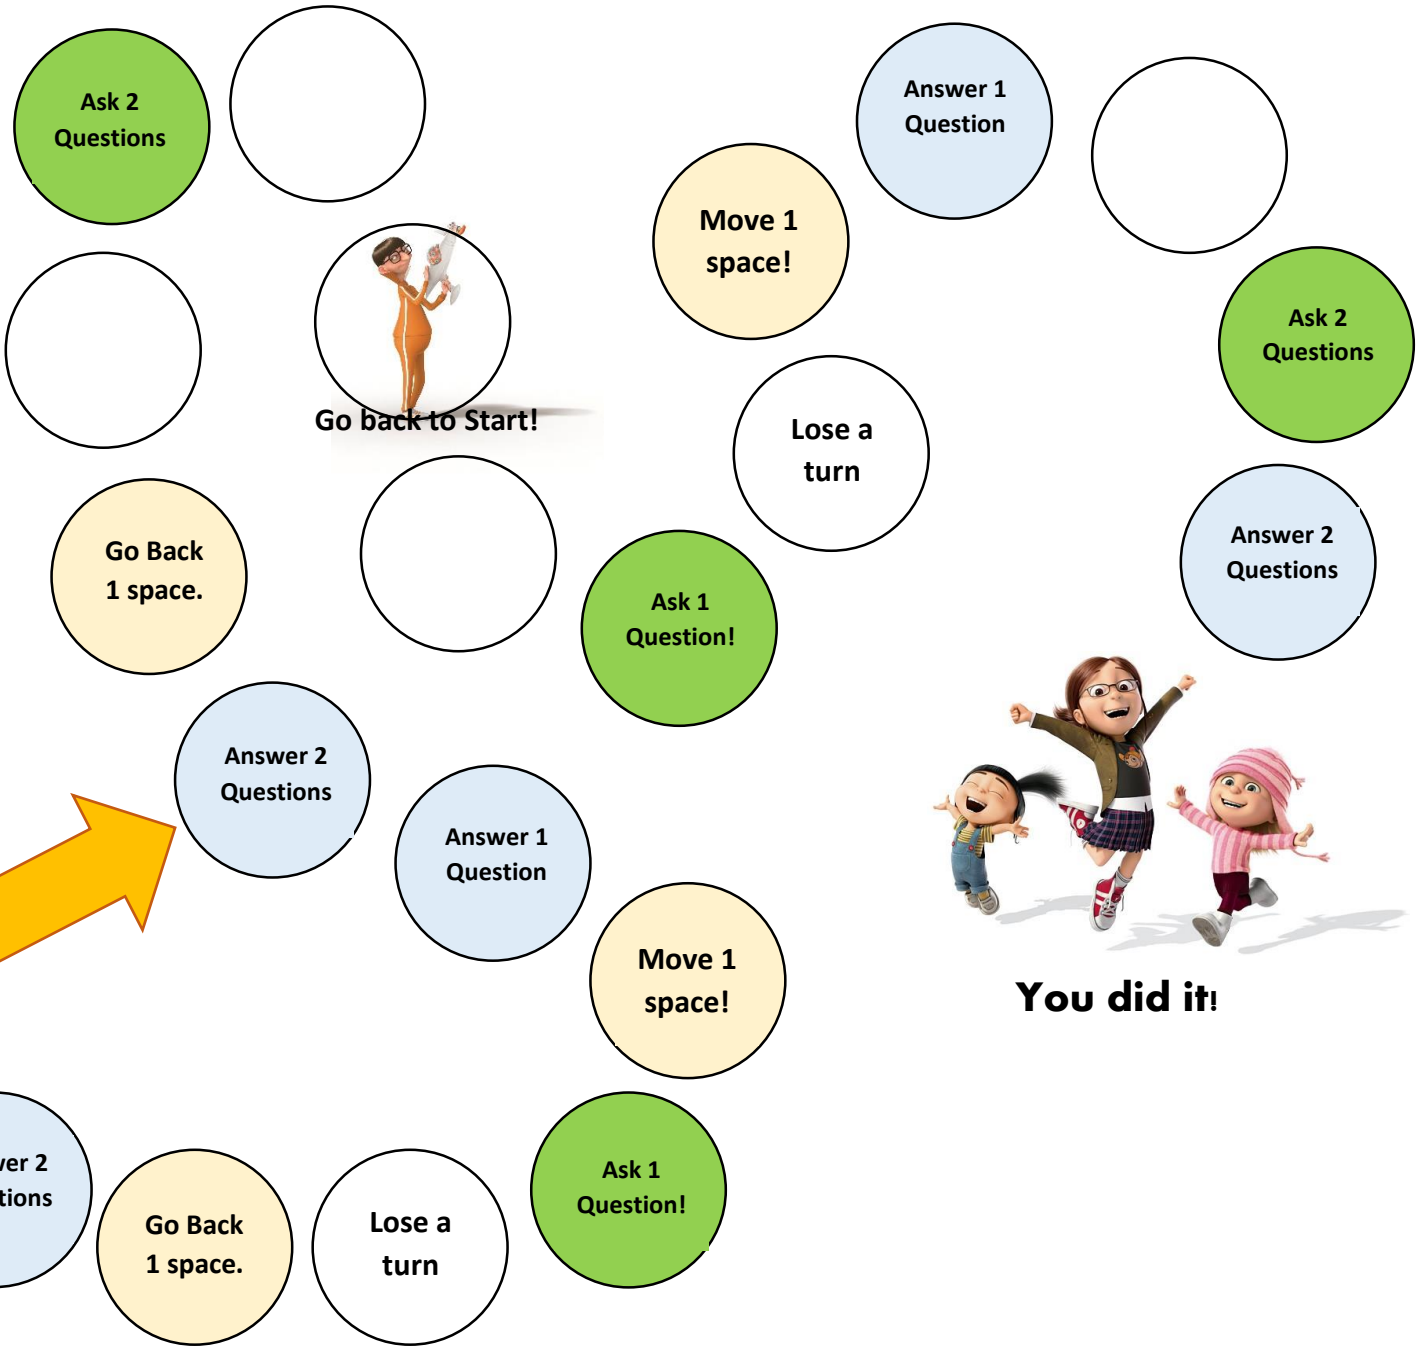 Ask 2
Questions
Answer 1
Question
Move 1
space!
Ask 2
Questions
Go back to Start!
Lose a
turn
Go Back
1 space.
Answer 2
Questions
Ask 1
Question!
Answer 2
Questions
Answer 1
Question
Move 1
space!
You did it!
ver 2
tions
Go Back
1 space.
Lose a
turn
Ask 1
Question!